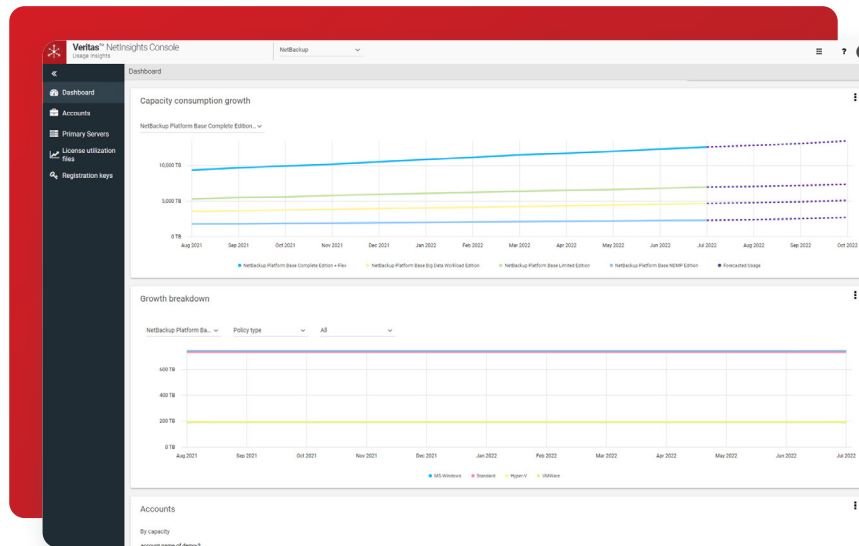 Veritas™ NetInsights Console
Usage Insights
NetBackup
?
«
Dashboard
Dashboard
Accounts
Primary Servers
License utilization
files
Registration keys
Capacity consumption growth
NetBackup Platform Base Complete Edition...
10,000 TB
5,000 TB
0 TB
Aug 2021 Sep 2021 Oct 2021 Nov 2021 Dec 2021 Jan 2022 Feb 2022 Mar 2022 Apr 2022 May 2022 Jun 2022 Jul 2022 Aug 2022 Sep 2022 Oct 2022
NetBackup Platform Base Complete Edition + Flex NetBackup Platform Base Big Data Workload Edition NetBackup Platform Base Limited Edition NetBackup Platform Base NDMP Edition Forecasted Usage
Growth breakdown
NetBackup Platform Ba... Policy type All
600 TB
400 TB
200 TB
0 TB
Aug 2021 Sep 2021 Oct 2021 Nov 2021 Dec 2021 Jan 2022 Feb 2022 Mar 2022 Apr 2022 May 2022 Jun 2022 Jul 2022
MS-Windows Standard Hyper-V VMWare
Accounts
By capacity
account name of demov2